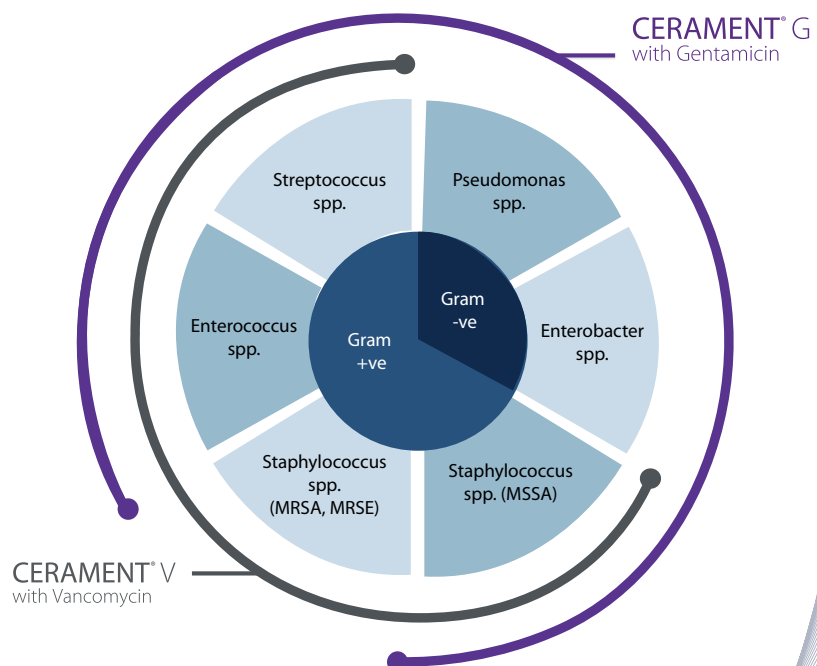 CERAMENT® G
with Gentamicin
Streptococcus
spp.
Pseudomonas
spp.
Gram
-ve
Enterococcus
spp.
Gram
+ve
Enterobacter
spp.
Staphylococcus
spp.
(MRSA, MRSE)
Staphylococcus
spp. (MSSA)
CERAMENT® V
with Vancomycin